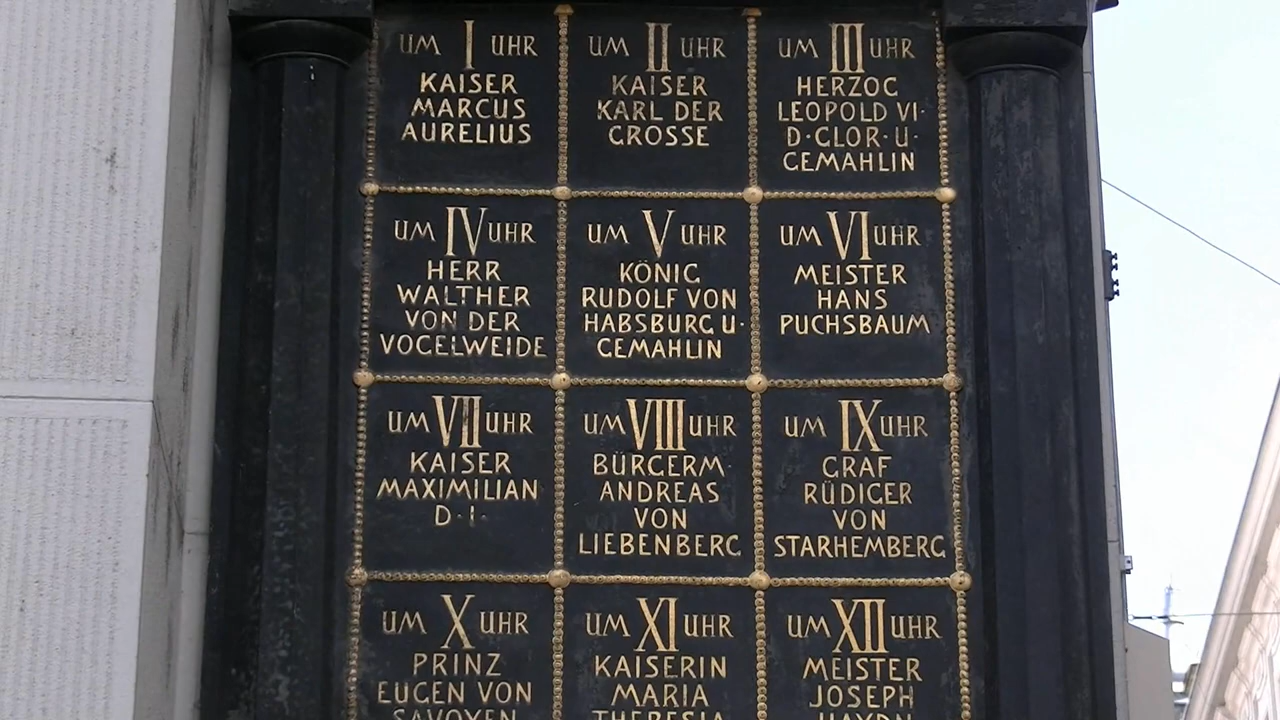 UM I UHR
KAISER
MARCUS
AURELIUS
UM II UHR
KAISER
KARL DER
GROSSE
UM III UHR
HERZOG
LEOPOLD VI·
D·GLOR·U·
GEMAHLIN
UM IV UHR
HERR
WALTHER
VON DER
VOGELWEIDE
UM V UHR
KÖNIG
RUDOLF VON
HABSBURG U·
GEMAHLIN
UM VI UHR
MEISTER
HANS
PUCHSBAUM
UM VII UHR
KAISER
MAXIMILIAN
D·I·
UM VIII UHR
BÜRGERM·
ANDREAS
VON
LIEBENBERG
UM IX UHR
GRAF
RÜDIGER
VON
STARHEMBERG
UM X UHR
PRINZ
EUGEN VON
SAVOYEN
UM XI UHR
KAISERIN
MARIA
THERESIA
UM XII UHR
MEISTER
JOSEPH
HAYDN